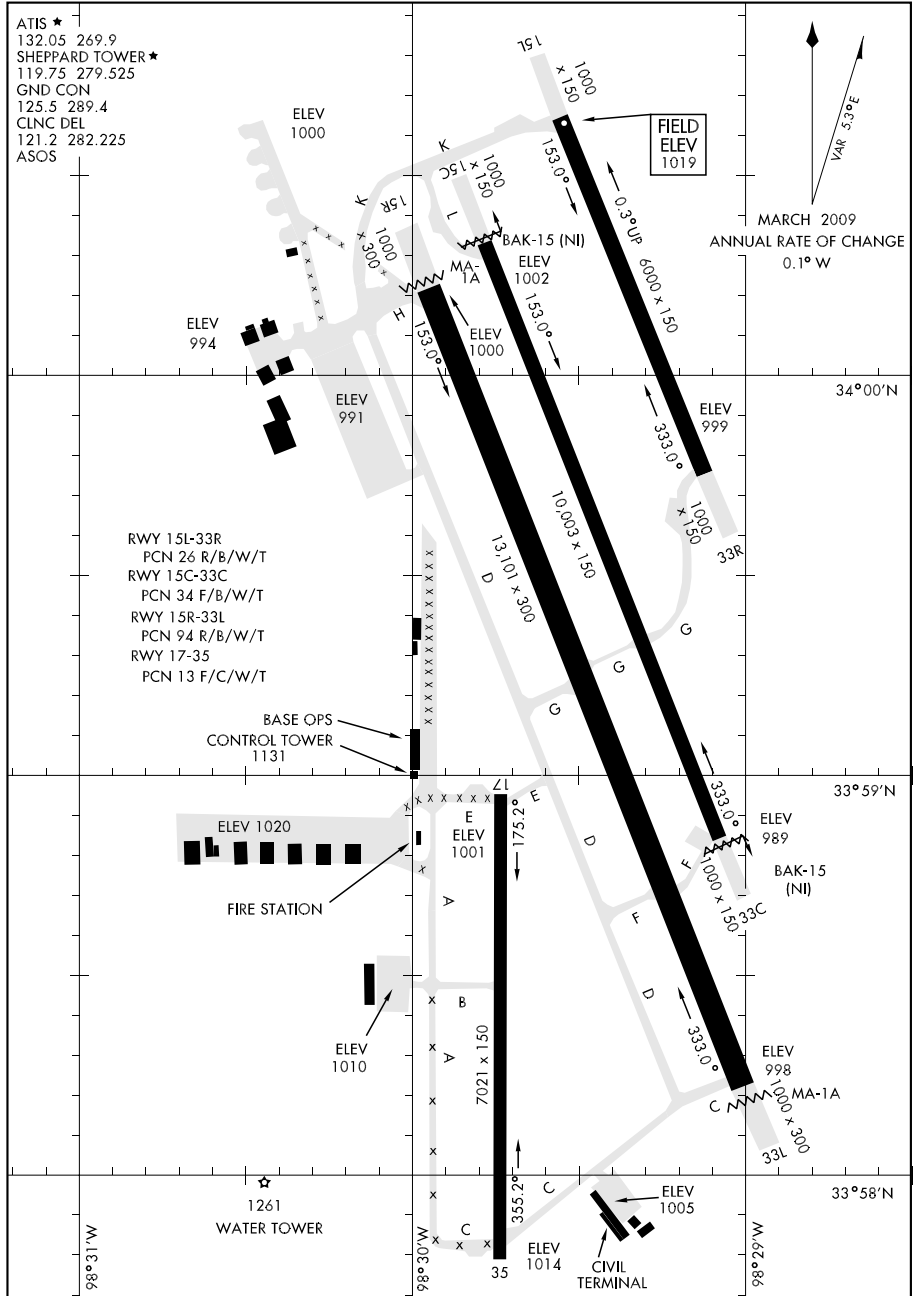 ATIS ★
132.05 269.9
SHEPPARD TOWER ★
119.75 279.525
GND CON
125.5 289.4
CLNC DEL
121.2 282.225
ASOS
ELEV
1000
15L
1000
x 150
FIELD
ELEV
1019
VAR 5.3° E
MARCH 2009
ANNUAL RATE OF CHANGE
0.1° W
K
K
15R
15C
1000
x 150
L
1000
300 x
153.0°
0.3° UP
6000 x 150
BAK-15 (NI)
MA-
1A
ELEV
1002
H
ELEV
1000
153.0°
153.0°
ELEV
994
ELEV
991
34°00'N
ELEV
999
333.0°
1000
x 150
33R
10,003 x 150
13,101 x 300
D
RWY 15L-33R
PCN 26 R/B/W/T
RWY 15C-33C
PCN 34 F/B/W/T
RWY 15R-33L
PCN 94 R/B/W/T
RWY 17-35
PCN 13 F/C/W/T
G
G
G
BASE OPS
CONTROL TOWER
1131
33°59'N
17
E
E
ELEV
1001
175.2°
333.0°
ELEV
989
BAK-15
(NI)
ELEV 1020
D
F
1000 x 150
33C
FIRE STATION
A
F
B
D
ELEV
1010
A
7021 x 150
333.0°
ELEV
998
MA-1A
C
1000 x 300
33L
33°58'N
355.2°
C
ELEV
1005
1261
WATER TOWER
C
ELEV
1014
35
CIVIL
TERMINAL
98°31'W
98°30'W
98°29'W
x x x x x x x x x x x x x x x x x x